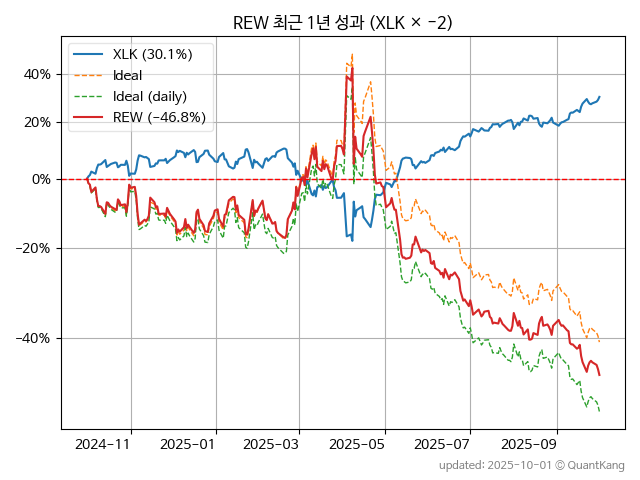 REW 최근 1년 성과 (XLK × −2)
XLK (30.1%)
Ideal
Ideal (daily)
REW (−46.8%)
40%
20%
0%
−20%
−40%
2024−11
2025−01
2025−03
2025−05
2025−07
2025−09
updated: 2025-10-01 © QuantKang